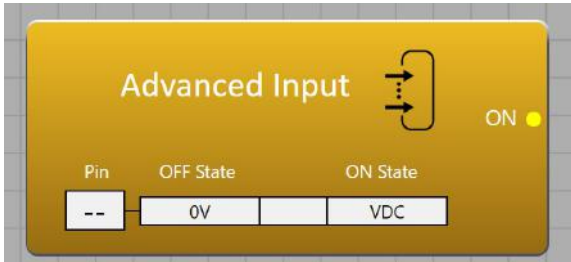 Advanced Input
ON
Pin OFF State ON State
-- 0V VDC